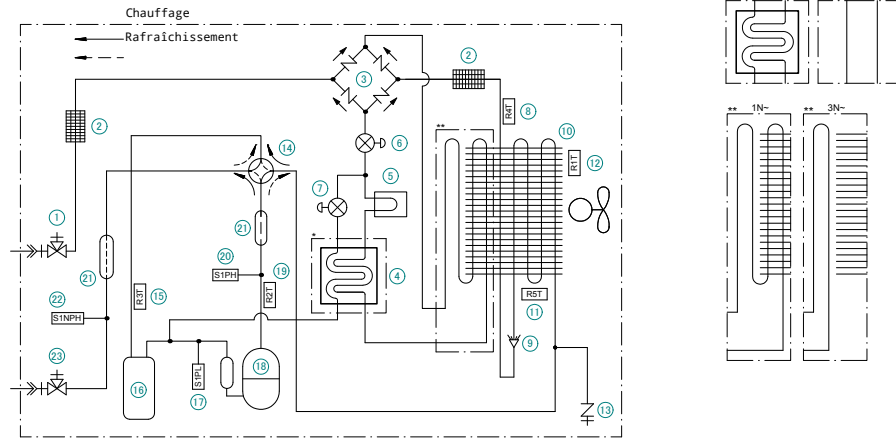 Chauffage
Rafraîchissement
2
3
2
8
R4T
10
R1T
12
14
6
**
7
5
1
21
21
20
S1PH
19
R2T
*
4
R3T
15
22
S1NPH
R5T
11
9
23
16
S1PL
17
18
13
** 1N~
** 3N~